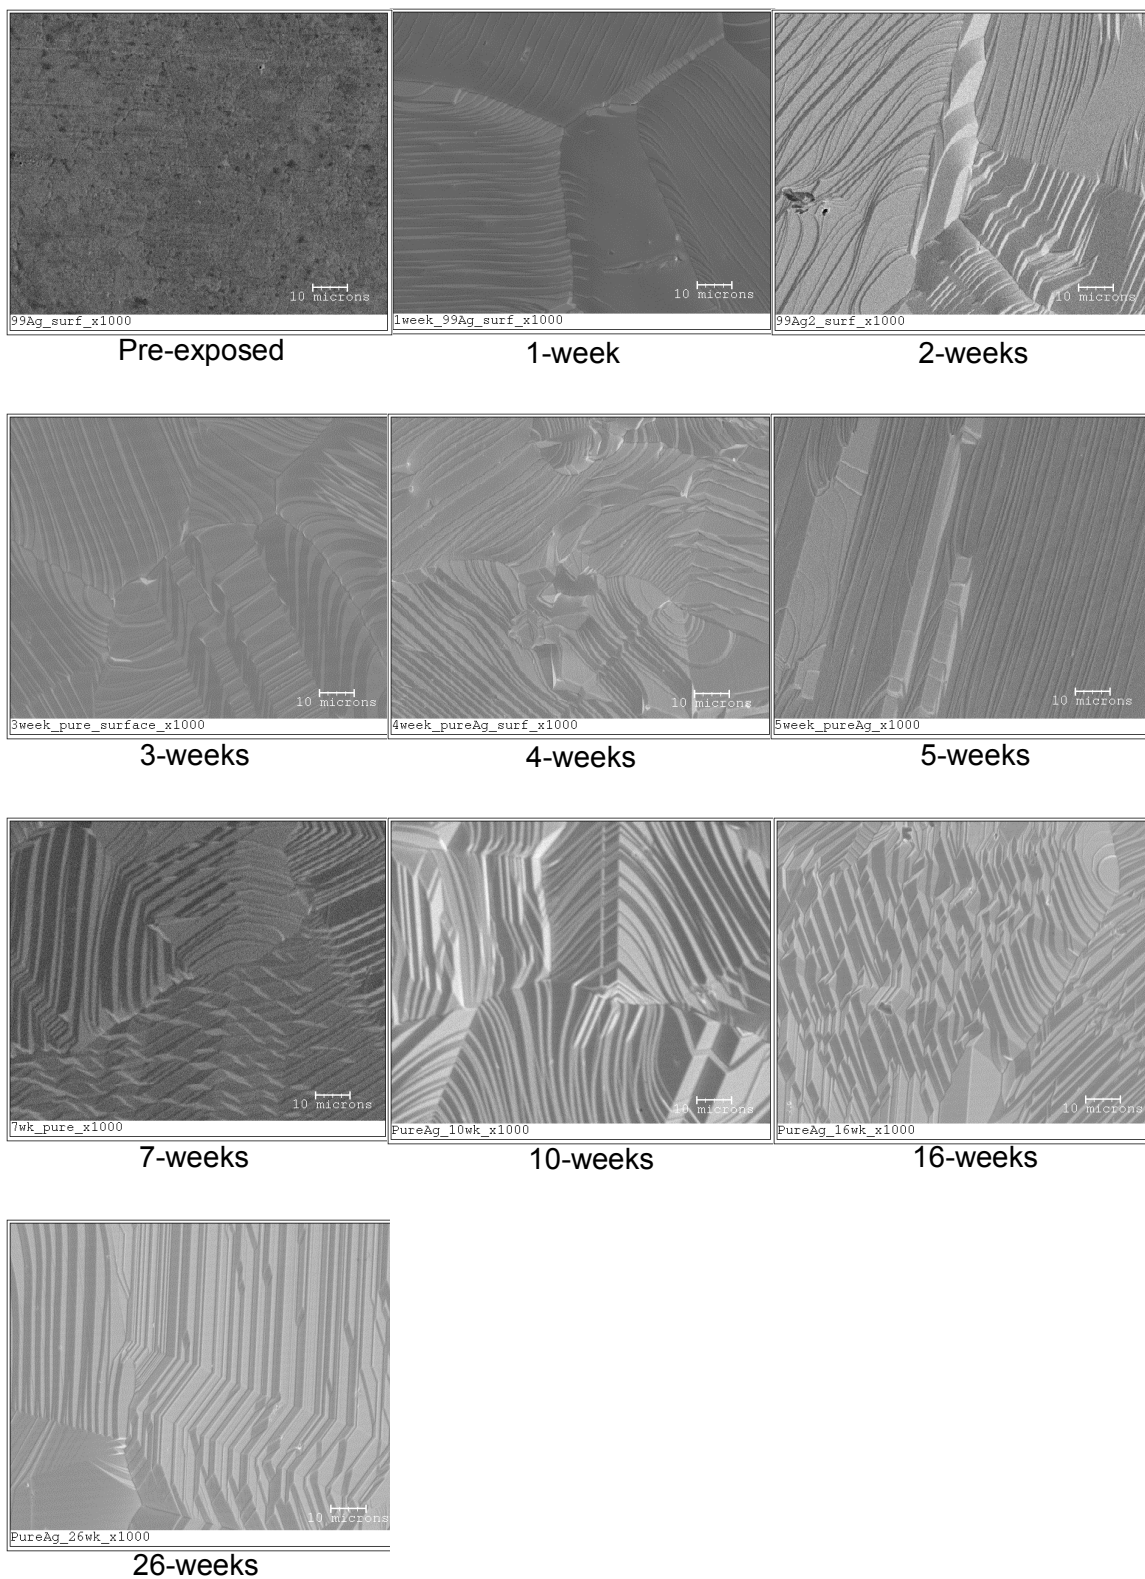 10 microns
99Ag_surf_x1000
Pre-exposed
10 microns
1week_99Ag_surf_x1000
1-week
10 microns
99Ag2_surf_x1000
2-weeks
10 microns
3week_pure_surface_x1000
3-weeks
10 microns
4week_pureAg_surf_x1000
4-weeks
10 microns
5week_pureAg_x1000
5-weeks
10 microns
7wk_pure_x1000
7-weeks
10 microns
PureAg_10wk_x1000
10-weeks
10 microns
PureAg_16wk_x1000
16-weeks
10 microns
PureAg_26wk_x1000
26-weeks